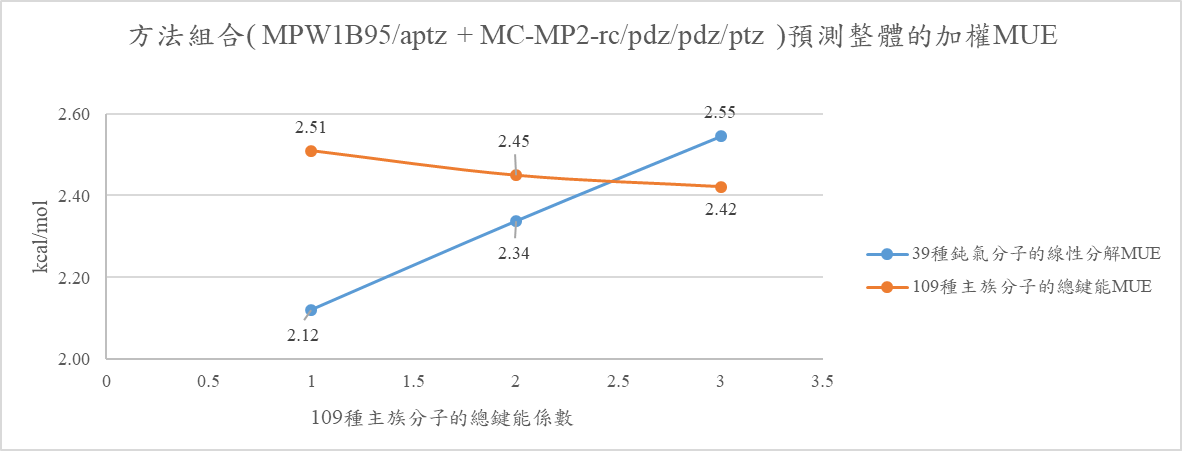 方法組合( MPW1B95/aptz + MC-MP2-rc/pdz/pdz/ptz )預測整體的加權MUE
2.60
2.55
2.51
2.45
kcal/mol
2.40
2.42
2.34
39種鈍氣分子的線性分解MUE
109種主族分子的總鍵能MUE
2.20
2.12
2.00
0 0.5 1 1.5 2 2.5 3 3.5
109種主族分子的總鍵能係數